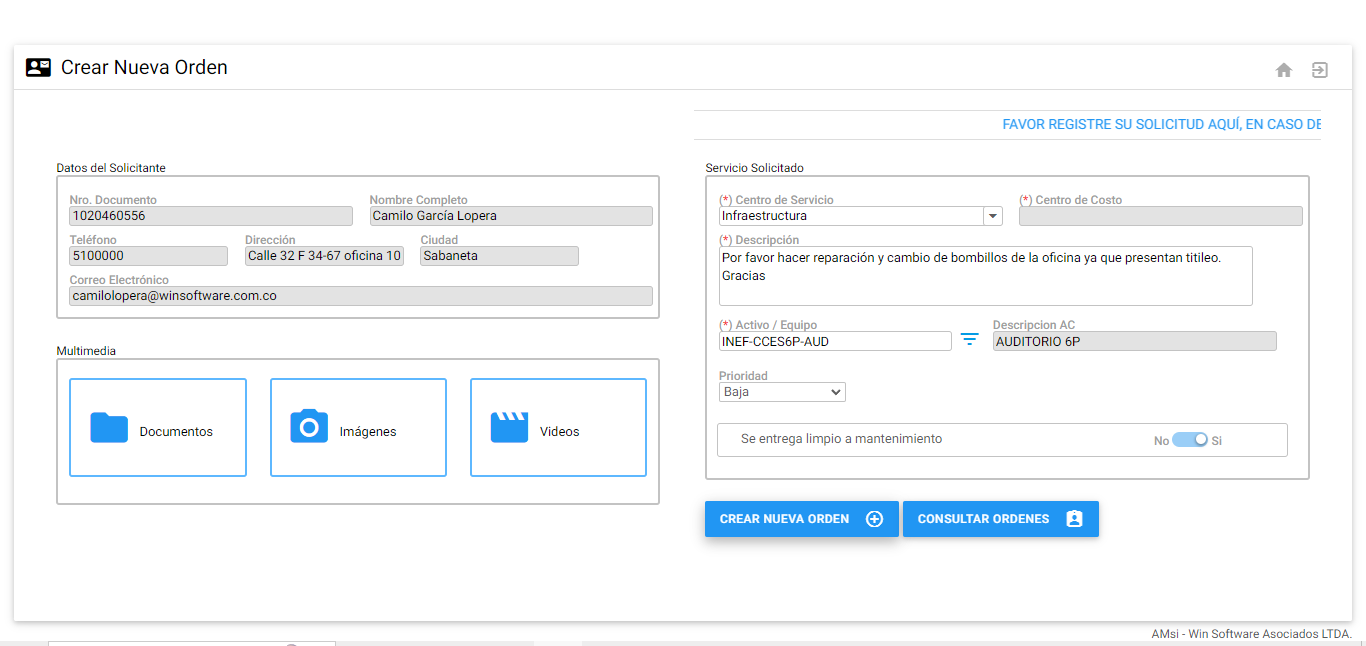 Crear Nueva Orden
FAVOR REGISTRE SU SOLICITUD AQUÍ, EN CASO DE
Datos del Solicitante
Nro. Documento
Nombre Completo
1020460556
Camilo García Lopera
Teléfono
Dirección
Ciudad
5100000
Calle 32 F 34-67 oficina 10
Sabaneta
Correo Electrónico
camilolopera@winsoftware.com.co
Multimedia
Documentos
Imágenes
Videos
Servicio Solicitado
(*) Centro de Servicio
(*) Centro de Costo
Infraestructura
(*) Descripción
Por favor hacer reparación y cambio de bombillos de la oficina ya que presentan titileo.
Gracias
(*) Activo / Equipo
Descripcion AC
INEF-CCES6P-AUD
AUDITORIO 6P
Prioridad
Baja
Se entrega limpio a mantenimiento
No
Si
CREAR NUEVA ORDEN
CONSULTAR ORDENES
AMsi - Win Software Asociados LTDA.